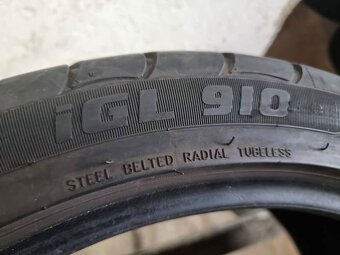 iGL 910
STEEL BELTED RADIAL TUBELESS